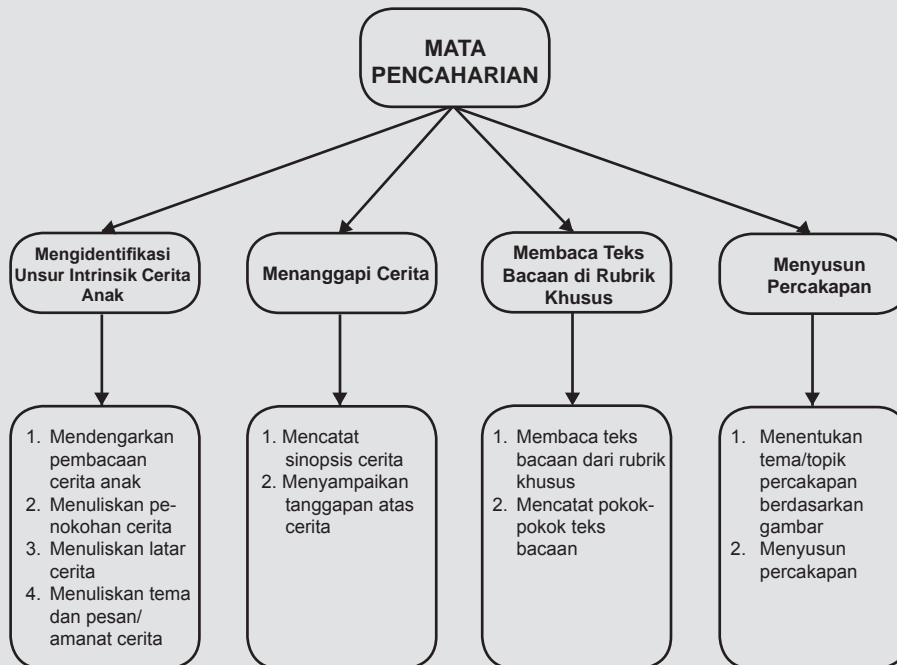 MATA
PENCAHARIAN
Mengidentifikasi
Unsur Intrinsik Cerita
Anak
Menanggapi Cerita
Membaca Teks
Bacaan di Rubrik
Khusus
Menyusun
Percakapan
1. Mendengarkan
pembacaan
cerita anak
2. Menuliskan pe-
nokohan cerita
3. Menuliskan latar
cerita
4. Menuliskan tema
dan pesan/
amanat cerita
1. Mencatat
sinopsis cerita
2. Menyampaikan
tanggapan atas
cerita
1. Membaca teks
bacaan dari rubrik
khusus
2. Mencatat pokok-
pokok teks
bacaan
1. Menentukan
tema/topik
percakapan
berdasarkan
gambar
2. Menyusun
percakapan